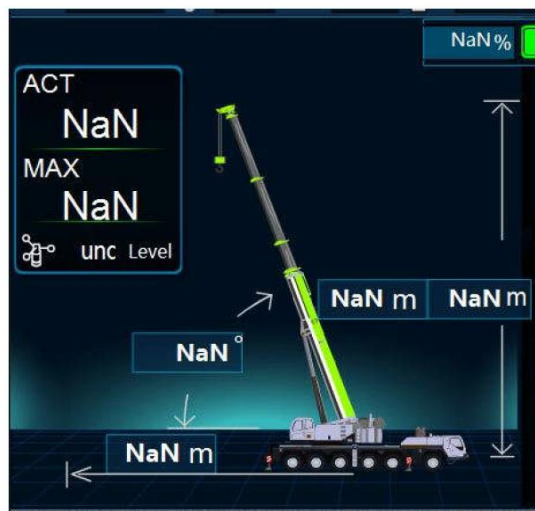 NaN %
ACT
NaN
MAX
NaN
unc Level
NaN m NaN m
NaN °
NaN m